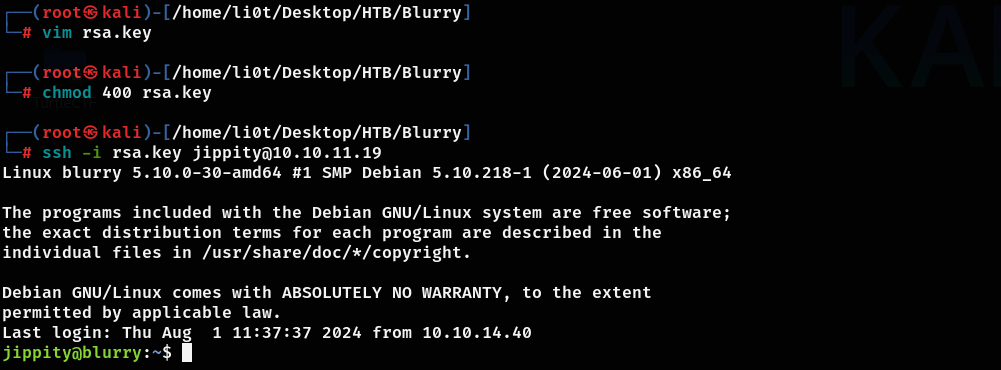 ┌──(root㉿kali)-[/home/li0t/Desktop/HTB/Blurry]
└─# vim rsa.key
┌──(root㉿kali)-[/home/li0t/Desktop/HTB/Blurry]
└─# chmod 400 rsa.key
┌──(root㉿kali)-[/home/li0t/Desktop/HTB/Blurry]
└─# ssh -i rsa.key jippity@10.10.11.19
Linux blurry 5.10.0-30-amd64 #1 SMP Debian 5.10.218-1 (2024-06-01) x86_64
The programs included with the Debian GNU/Linux system are free software;
the exact distribution terms for each program are described in the
individual files in /usr/share/doc/*/copyright.
Debian GNU/Linux comes with ABSOLUTELY NO WARRANTY, to the extent
permitted by applicable law.
Last login: Thu Aug  1 11:37:37 2024 from 10.10.14.40
jippity@blurry:~$